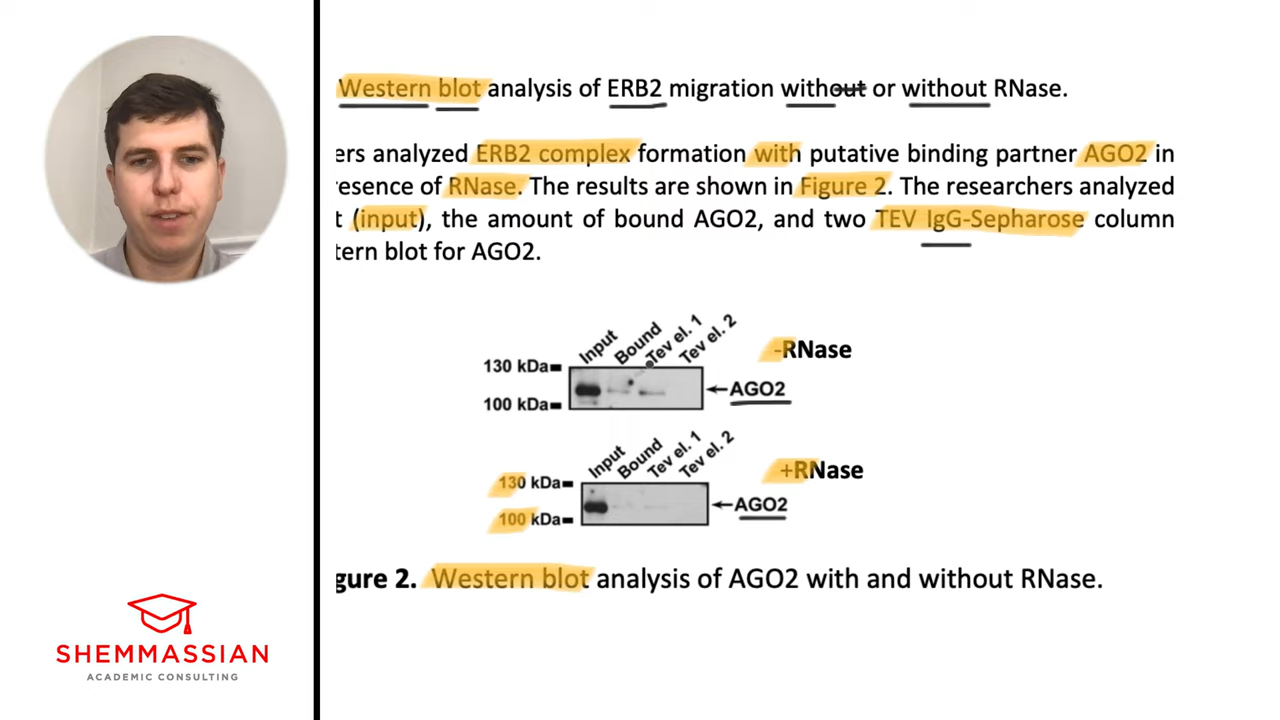 Western blot analysis of ERB2 migration without or without RNase.
ers analyzed ERB2 complex formation with putative binding partner AGO2 in
resence of RNase. The results are shown in Figure 2. The researchers analyzed
t (input), the amount of bound AGO2, and two TEV IgG-Sepharose column
tern blot for AGO2.
Input Bound Tev el. 1 Tev el. 2
-RNase
130 kDa
AGO2
100 kDa
Input Bound Tev el. 1 Tev el. 2
+RNase
130 kDa
AGO2
100 kDa
gure 2. Western blot analysis of AGO2 with and without RNase.
SHEMMASSIAN
ACADEMIC CONSULTING